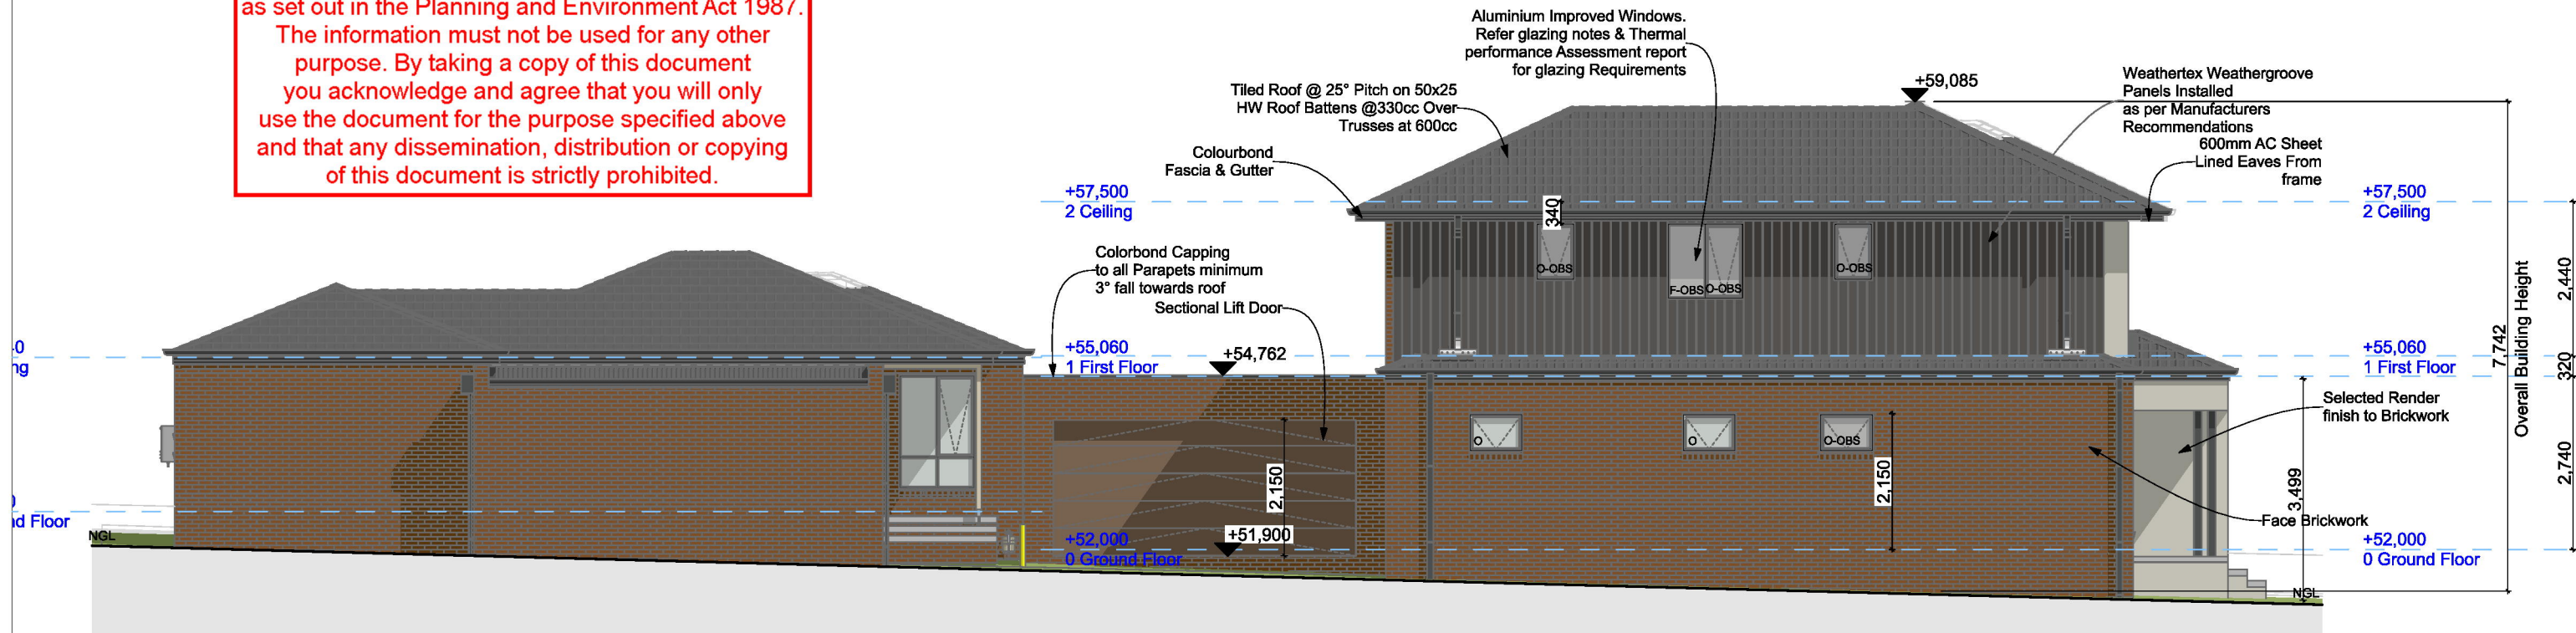 as set out in the Planning and Environment Act 1987.
The information must not be used for any other
purpose. By taking a copy of this document
you acknowledge and agree that you will only
use the document for the purpose specified above
and that any dissemination, distribution or copying
of this document is strictly prohibited.
Aluminium Improved Windows.
Refer glazing notes & Thermal
performance Assessment report
for glazing Requirements
Tiled Roof @ 25° Pitch on 50x25
HW Roof Battens @330cc Over
Trusses at 600cc
Colourbond
Fascia & Gutter
+59,085
Weathertex Weathergroove
Panels Installed
as per Manufacturers
Recommendations
600mm AC Sheet
Lined Eaves From
frame
+57,500
2 Ceiling
340
+57,500
2 Ceiling
O-OBS
F-OBS
O-OBS
O-OBS
Colorbond Capping
to all Parapets minimum
3° fall towards roof
Sectional Lift Door
+55,060
1 First Floor
+54,762
+55,060
1 First Floor
7,742
Overall Building Height
2,440
320
2,740
3,499
Selected Render
finish to Brickwork
O
O
O-OBS
2,150
2,150
Face Brickwork
+51,900
+52,000
0 Ground Floor
+52,000
0 Ground Floor
nd Floor
NGL
NGL